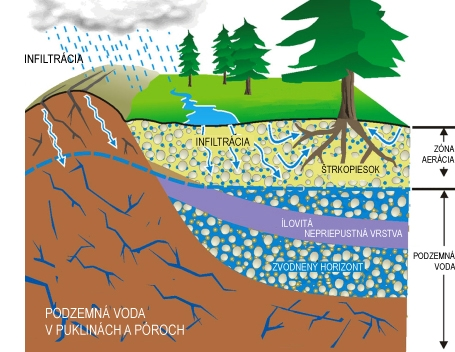 INFILTRÁCIA
INFILTRÁCIA
ŠTRKOPIESOK
ZÓNA
AERÁCIA
ÍLOVITÁ
NEPRIEPUSTNÁ VRSTVA
PODZEMNÁ
VODA
ZVODNENÝ HORIZONT
PODZEMNÁ VODA
V PUKLINÁCH A PÓROCH